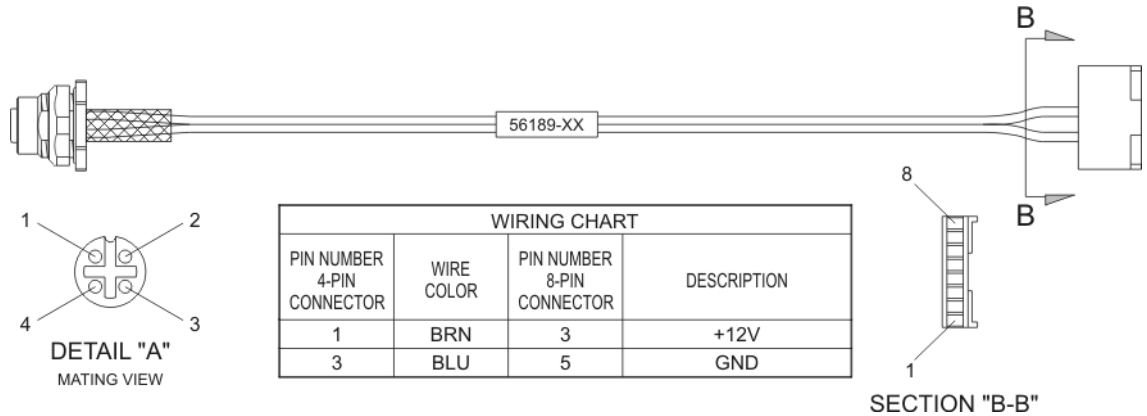 B
56189-XX
B
8
1 2
4 3
DETAIL "A"
MATING VIEW
WIRING CHART
PIN NUMBER 4-PIN CONNECTOR WIRE COLOR PIN NUMBER 8-PIN CONNECTOR DESCRIPTION
1 BRN 3 +12V
3 BLU 5 GND
1
SECTION "B-B"